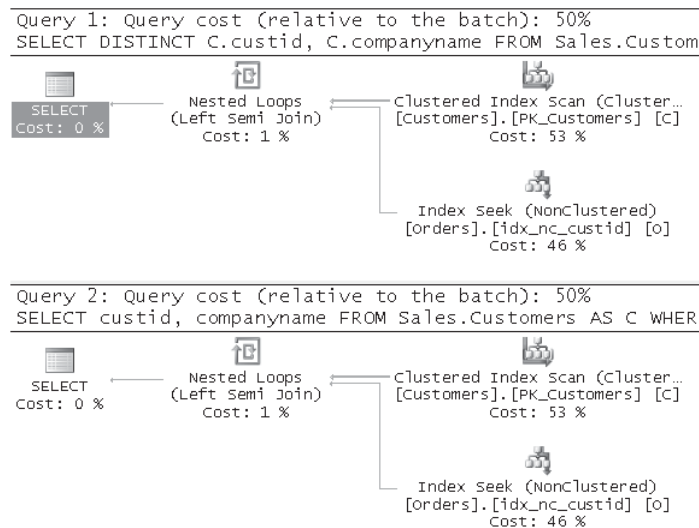 Query 1: Query cost (relative to the batch): 50%
SELECT DISTINCT C.custid, C.companyname FROM Sales.Custom
SELECT
Cost: 0 %
Nested Loops
(Left Semi Join)
Cost: 1 %
Clustered Index Scan (Cluster…
[Customers].[PK_Customers] [C]
Cost: 53 %
Index Seek (NonClustered)
[Orders].[idx_nc_custid] [O]
Cost: 46 %
Query 2: Query cost (relative to the batch): 50%
SELECT custid, companyname FROM Sales.Customers AS C WHER
SELECT
Cost: 0 %
Nested Loops
(Left Semi Join)
Cost: 1 %
Clustered Index Scan (Cluster…
[Customers].[PK_Customers] [C]
Cost: 53 %
Index Seek (NonClustered)
[Orders].[idx_nc_custid] [O]
Cost: 46 %